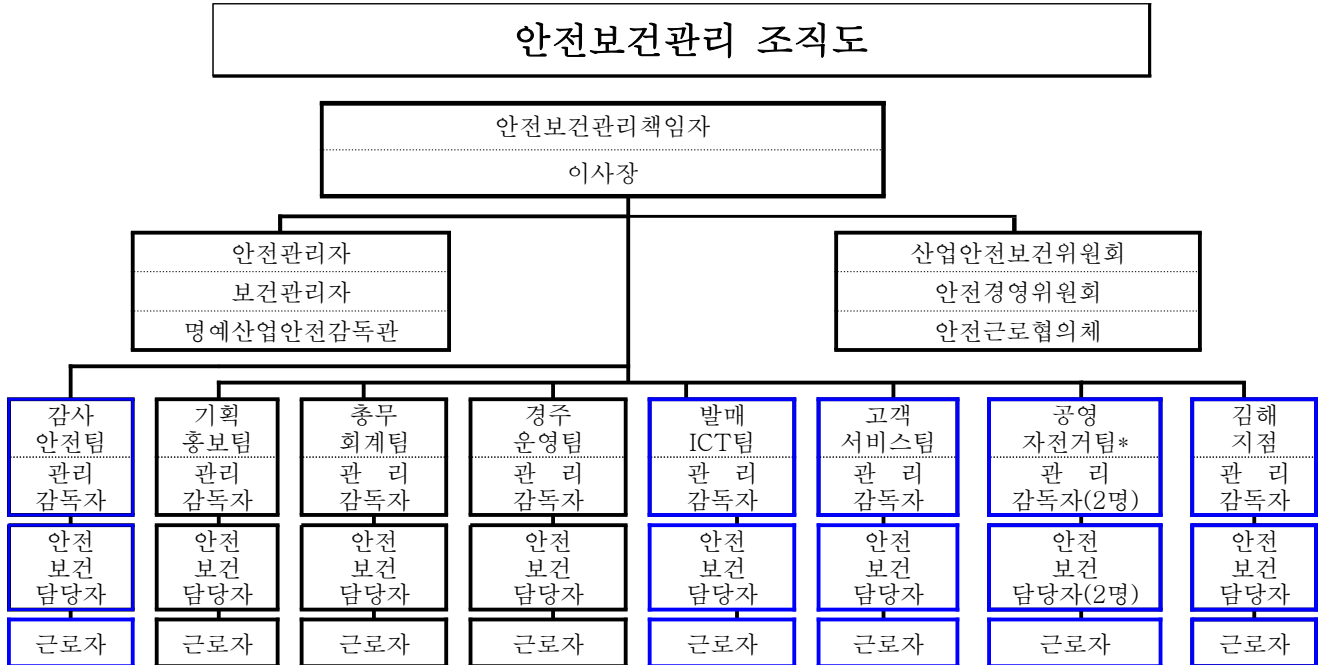 안전보건관리 조직도
안전보건관리책임자
이사장
안전관리자
보건관리자
명예산업안전감독관
산업안전보건위원회
안전경영위원회
안전근로협의체
감사
안전팀
관리
감독자
안전
보건
담당자
근로자
기획
홍보팀
관리
감독자
안전
보건
담당자
근로자
총무
회계팀
관 리
감독자
안전
보건
담당자
근로자
경주
운영팀
관 리
감독자
안전
보건
담당자
근로자
발매
ICT팀
관 리
감독자
안전
보건
담당자
근로자
고객
서비스팀
관 리
감독자
안전
보건
담당자
근로자
공영
자전거팀*
관 리
감독자(2명)
안전
보건
담당자(2명)
근로자
김해
지점
관 리
감독자
안전
보건
담당자
근로자